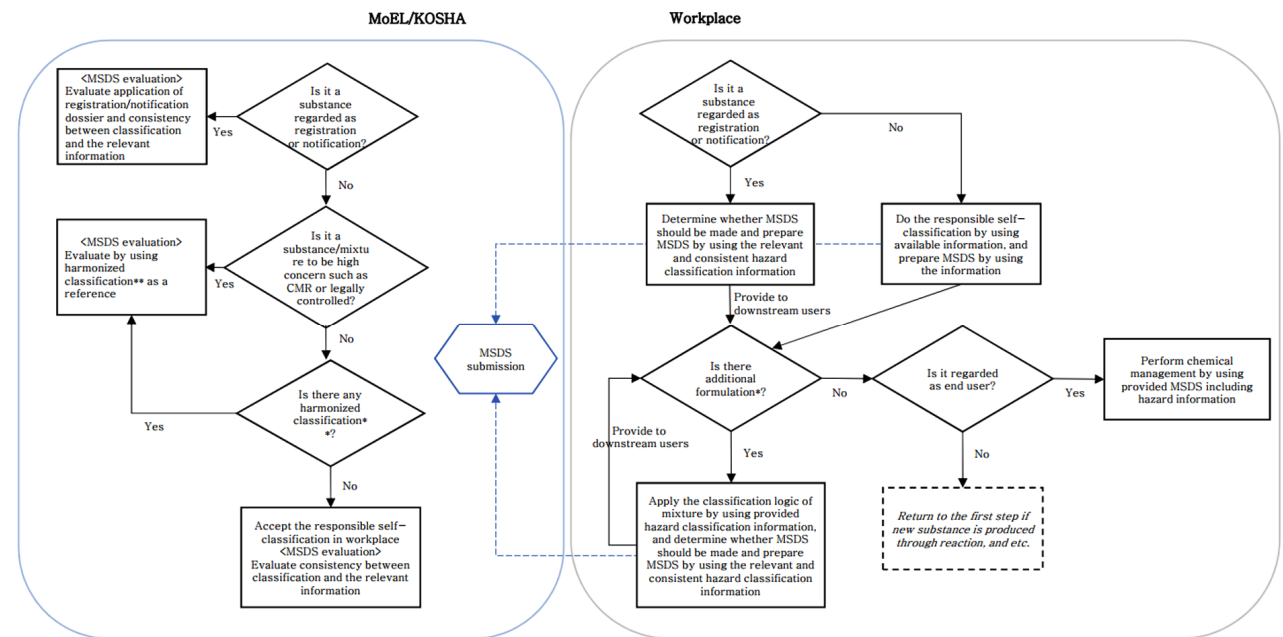 MoEL/KOSHA
Workplace
<MSDS evaluation>
Evaluate application of
registration/notification
dossier and consistency
between classification
and the relevant
information
Yes
Is it a
substance
regarded as
registration
or notification?
No
<MSDS evaluation>
Evaluate by using
harmonized
classification** as a
reference
Yes
Is it a
substance/mixtu
re to be high
concern such as
CMR or legally
controlled?
No
Is there any
harmonized
classification*
*?
Yes
No
Accept the responsible self-
classification in workplace
<MSDS evaluation>
Evaluate consistency between
classification and the relevant
information
MSDS
submission
Is it a
substance
regarded as
registration
or notification?
No
Yes
Determine whether MSDS
should be made and prepare
MSDS by using the relevant
and consistent hazard
classification information
Do the responsible self-
classification by using
available information, and
prepare MSDS by using
the information
Provide to
downstream users
Is there
additional
formulation*?
No
Is it regarded
as end user?
Yes
Perform chemical
management by using
provided MSDS including
hazard information
Provide to
downstream users
Yes
No
Apply the classification logic of
mixture by using provided
hazard classification information,
and determine whether MSDS
should be made and prepare
MSDS by using the relevant and
consistent hazard classification
information
Return to the first step if
new substance is produced
through reaction, and etc.